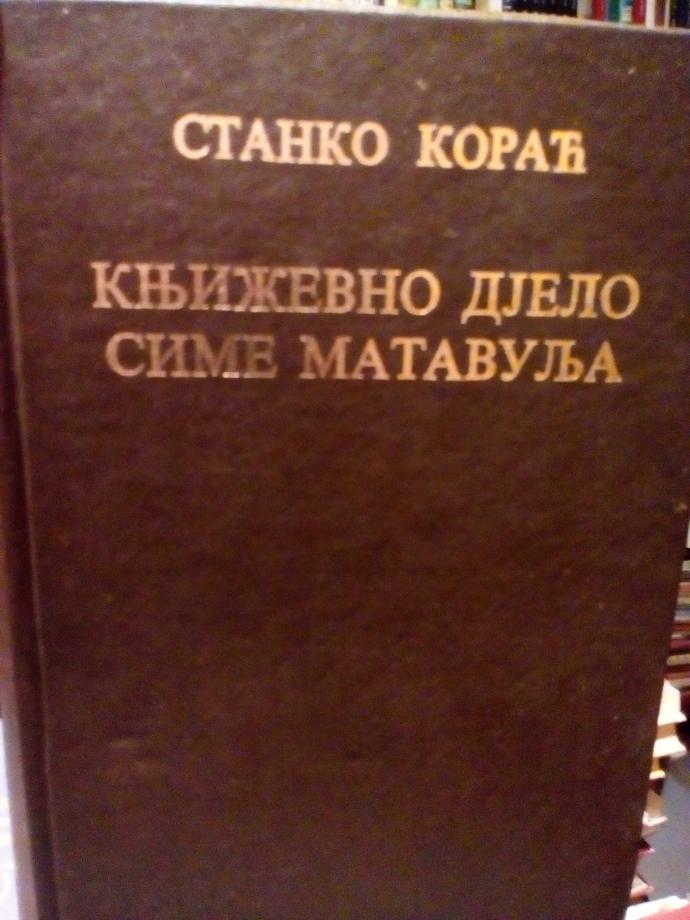 СТАНКО КОРАЋ
КЊИЖЕВНО ДЈЕЛО
СИМЕ МАТАВУЉА